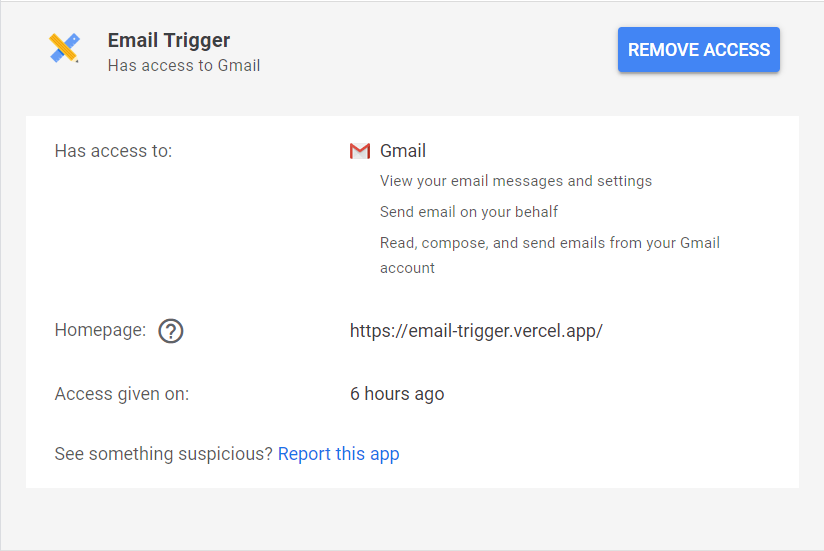 Email Trigger
Has access to Gmail
REMOVE ACCESS
Has access to:
Gmail
View your email messages and settings
Send email on your behalf
Read, compose, and send emails from your Gmail
account
Homepage:
https://email-trigger.vercel.app/
Access given on:
6 hours ago
See something suspicious? Report this app